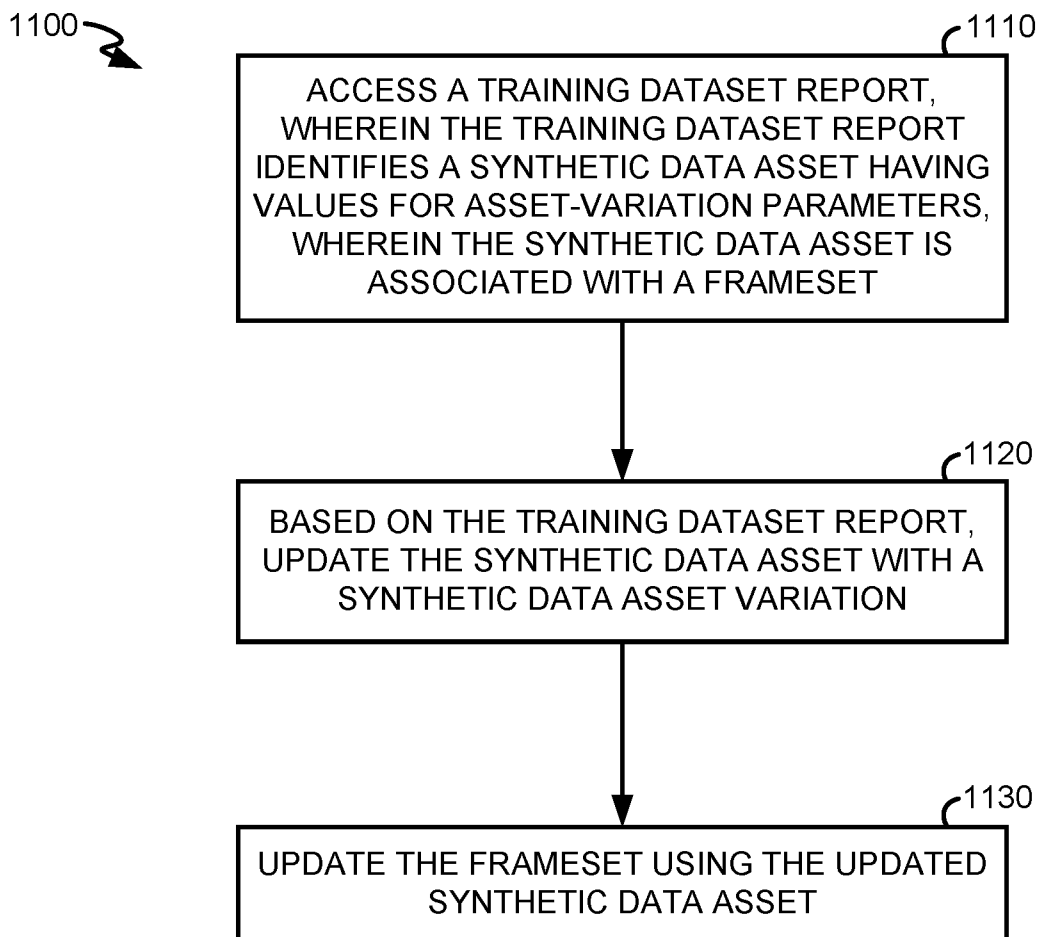 1100
1110
ACCESS A TRAINING DATASET REPORT,
WHEREIN THE TRAINING DATASET REPORT
IDENTIFIES A SYNTHETIC DATA ASSET HAVING
VALUES FOR ASSET-VARIATION PARAMETERS,
WHEREIN THE SYNTHETIC DATA ASSET IS
ASSOCIATED WITH A FRAMESET
1120
BASED ON THE TRAINING DATASET REPORT,
UPDATE THE SYNTHETIC DATA ASSET WITH A
SYNTHETIC DATA ASSET VARIATION
1130
UPDATE THE FRAMESET USING THE UPDATED
SYNTHETIC DATA ASSET